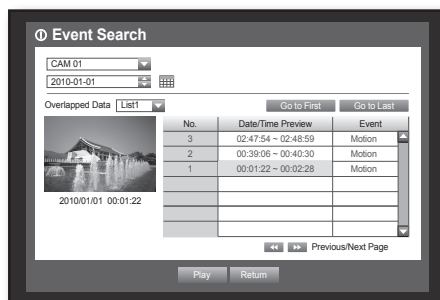 Event Search
CAM 01
2010-01-01
Overlapped Data List1 Go to First Go to Last
No. Date/Time Preview Event
3 02:47:54 ~ 02:48:59 Motion
2 00:39:06 ~ 00:40:30 Motion
1 00:01:22 ~ 00:02:28 Motion
2010/01/01 00:01:22
Previous/Next Page
Play Return